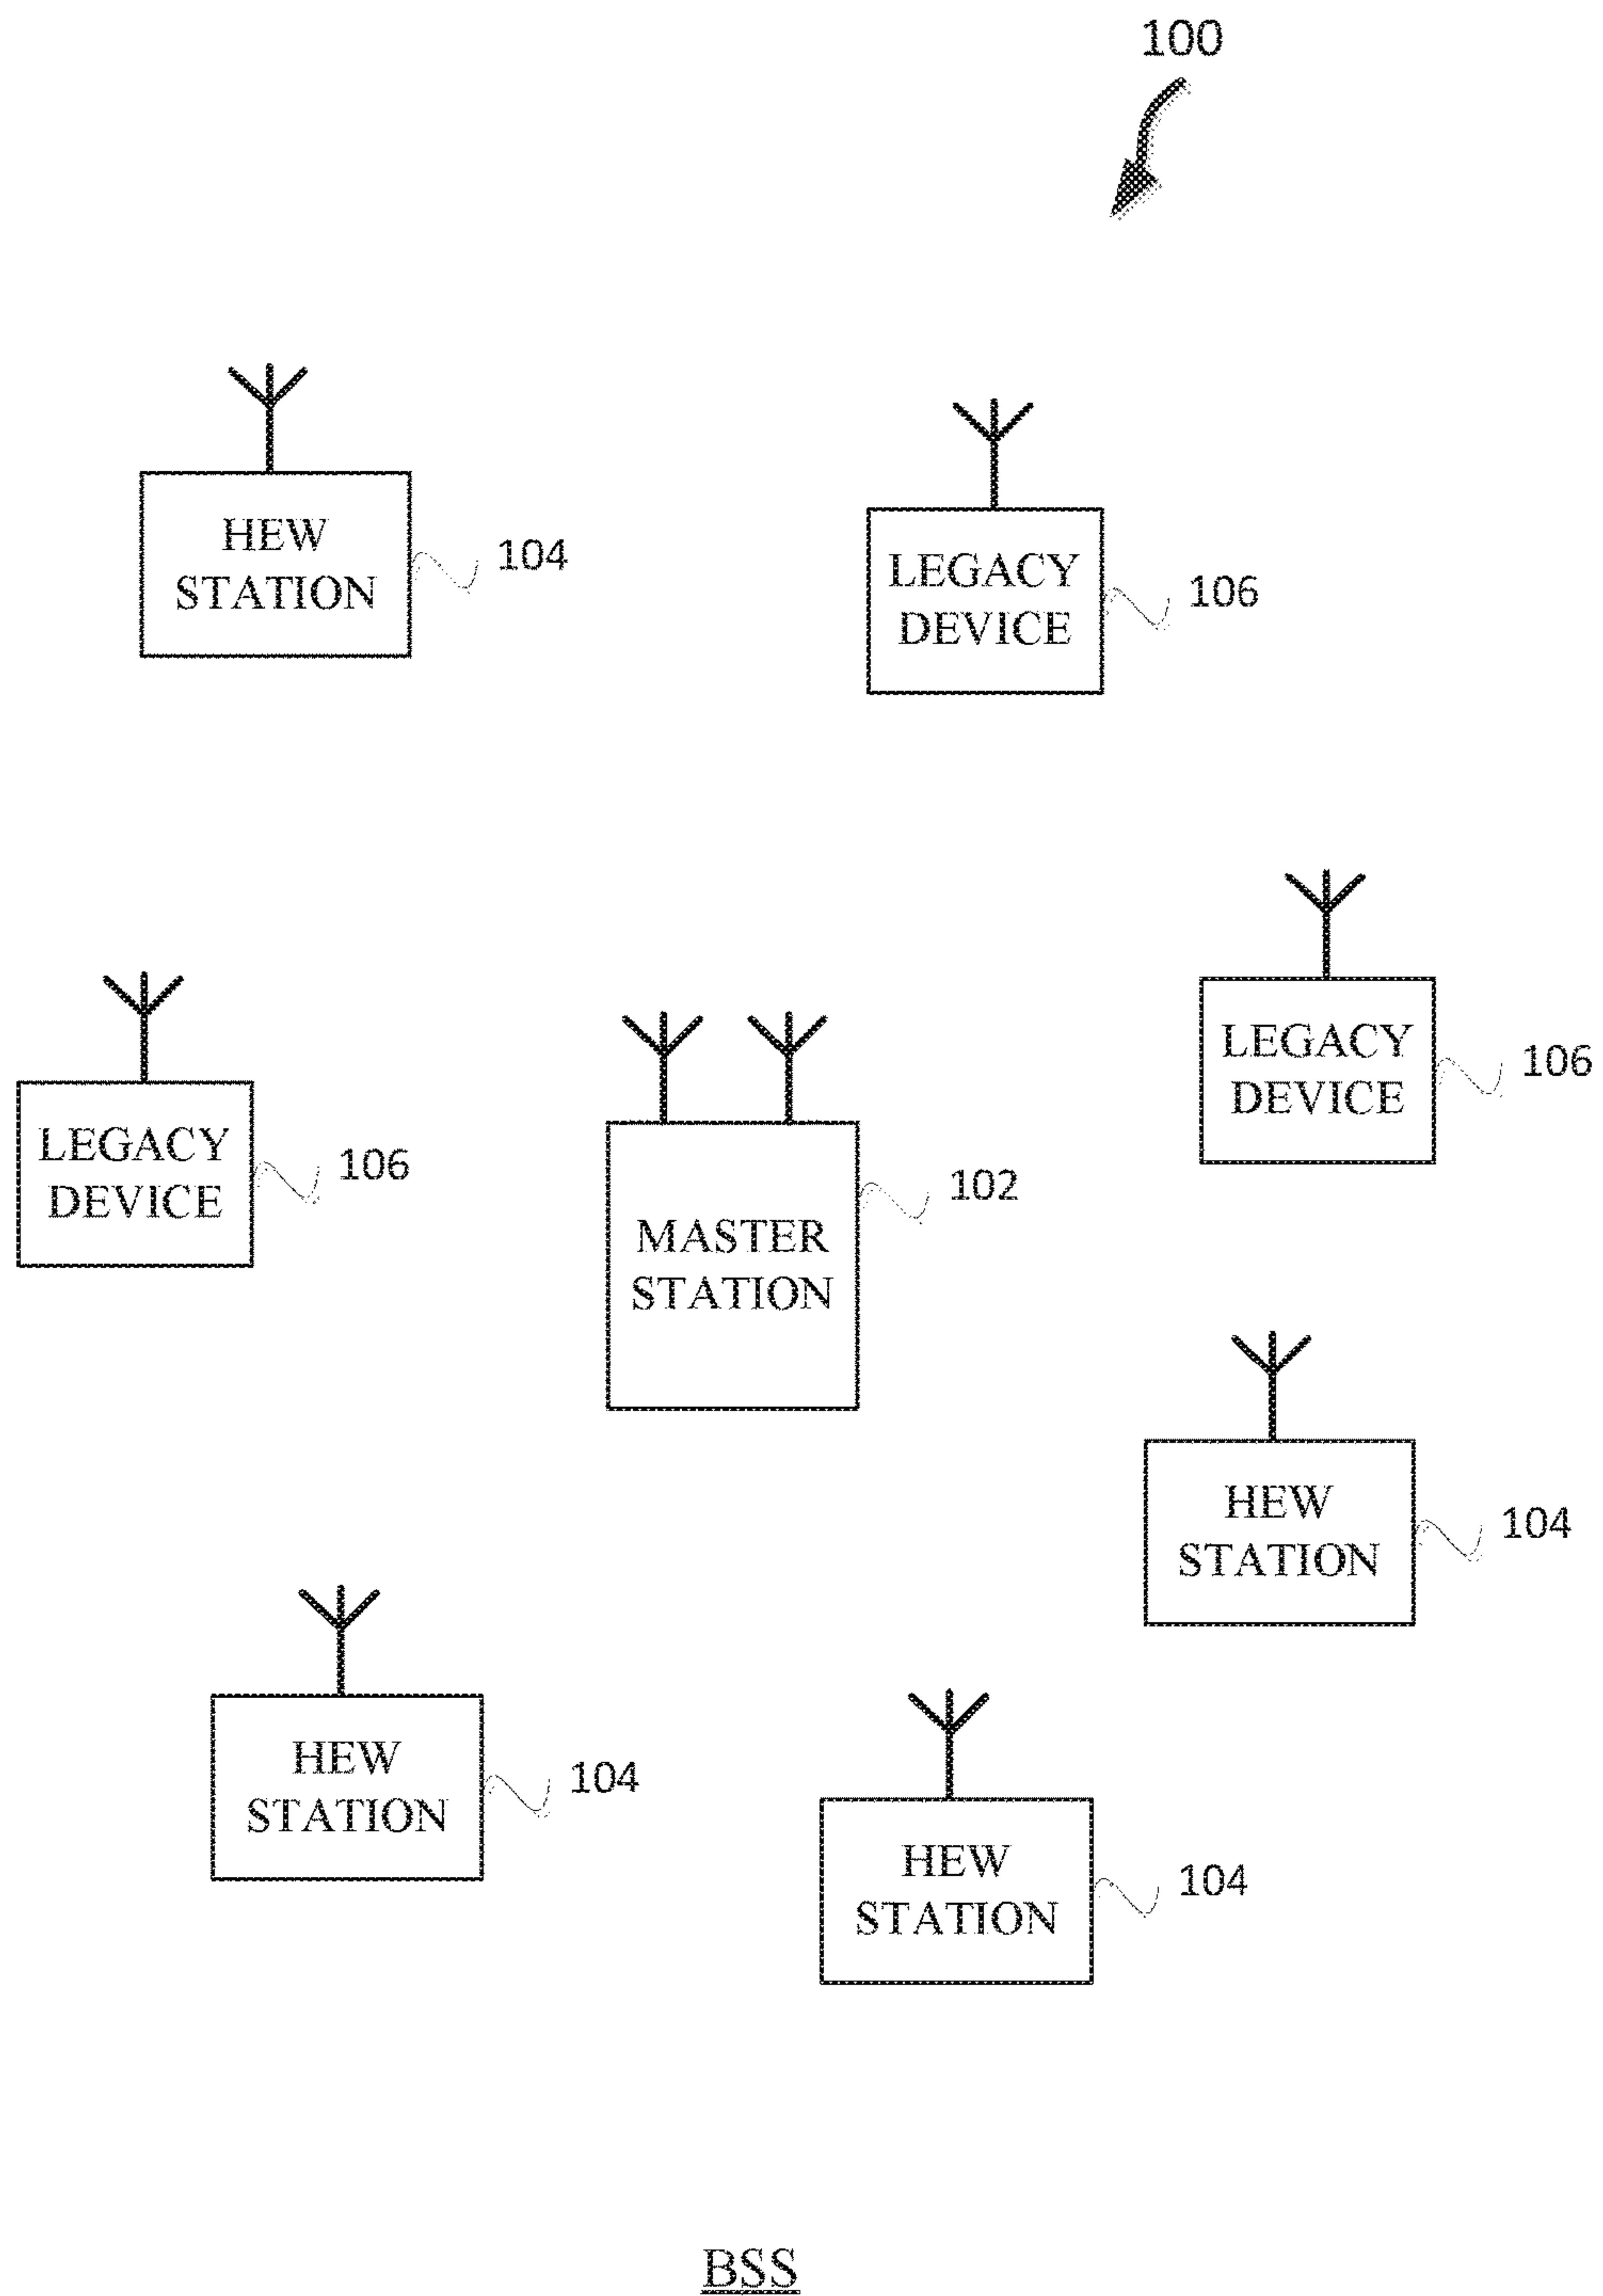 100
HEW
STATION
104
LEGACY
DEVICE
106
LEGACY
DEVICE
106
LEGACY
DEVICE
106
MASTER
STATION
102
HEW
STATION
104
HEW
STATION
104
HEW
STATION
104
BSS